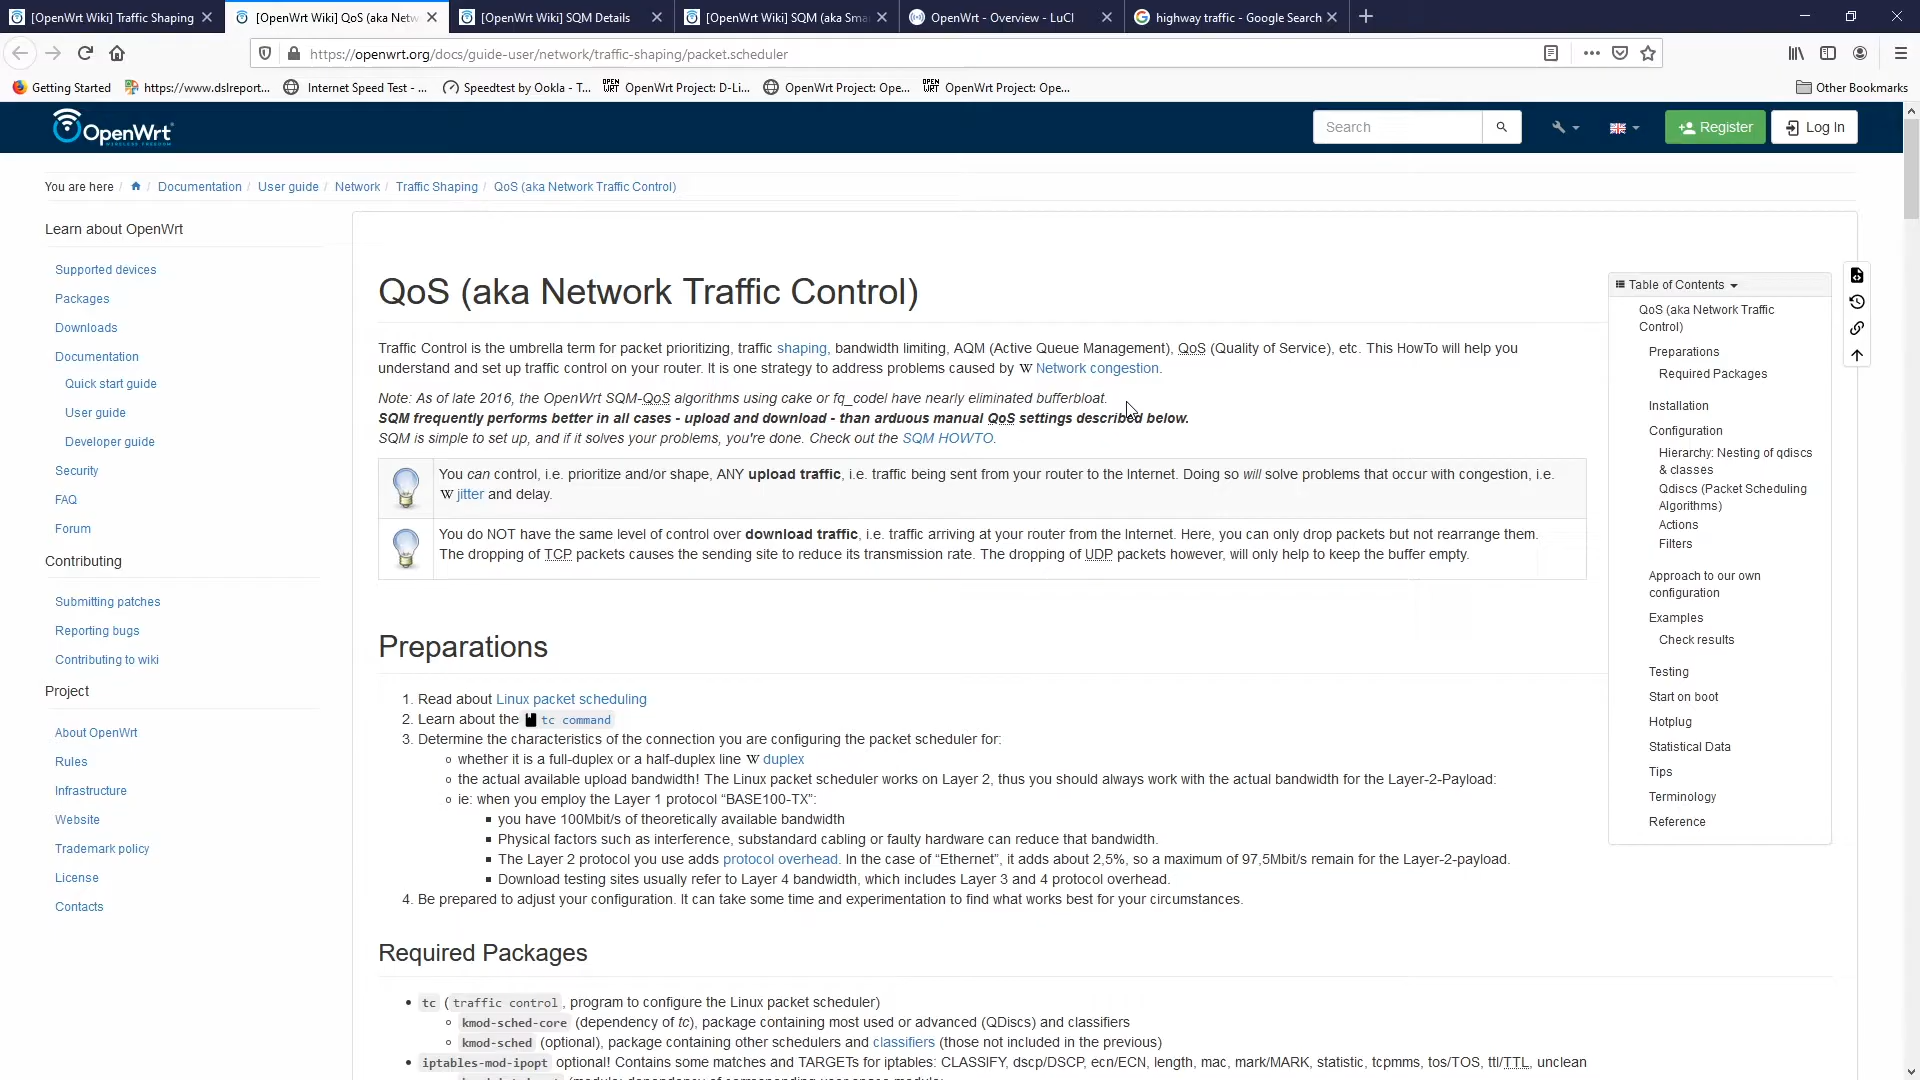 [OpenWrt Wiki] Traffic Shaping
[OpenWrt Wiki] QoS (aka Netw
[OpenWrt Wiki] SQM Details
[OpenWrt Wiki] SQM (aka Sma
OpenWrt - Overview - LuCI
highway traffic - Google Search
https://openwrt.org/docs/guide-user/network/traffic-shaping/packet.scheduler
Getting Started
https://www.dslreport...
Internet Speed Test - ...
Speedtest by Ookla - T...
OpenWrt Project: D-Li...
OpenWrt Project: Ope...
OpenWrt Project: Ope...
Other Bookmarks
OpenWrt
WIRELESS FREEDOM
Search
Register
Log In
You are here / / Documentation / User guide / Network / Traffic Shaping / QoS (aka Network Traffic Control)
Learn about OpenWrt
Supported devices
Packages
Downloads
Documentation
Quick start guide
User guide
Developer guide
Security
FAQ
Forum
Contributing
Submitting patches
Reporting bugs
Contributing to wiki
Project
About OpenWrt
Rules
Infrastructure
Website
Trademark policy
License
Contacts
QoS (aka Network Traffic Control)
Traffic Control is the umbrella term for packet prioritizing, traffic shaping, bandwidth limiting, AQM (Active Queue Management), QoS (Quality of Service), etc. This HowTo will help you
understand and set up traffic control on your router. It is one strategy to address problems caused by W Network congestion.
Note: As of late 2016, the OpenWrt SQM-QoS algorithms using cake or fq_codel have nearly eliminated bufferbloat.
SQM frequently performs better in all cases - upload and download - than arduous manual QoS settings described below.
SQM is simple to set up, and if it solves your problems, you're done. Check out the SQM HOWTO.
You can control, i.e. prioritize and/or shape, ANY upload traffic, i.e. traffic being sent from your router to the Internet. Doing so will solve problems that occur with congestion, i.e.
W jitter and delay.
You do NOT have the same level of control over download traffic, i.e. traffic arriving at your router from the Internet. Here, you can only drop packets but not rearrange them.
The dropping of TCP packets causes the sending site to reduce its transmission rate. The dropping of UDP packets however, will only help to keep the buffer empty.
Preparations
1. Read about Linux packet scheduling
2. Learn about the tc command
3. Determine the characteristics of the connection you are configuring the packet scheduler for:
whether it is a full-duplex or a half-duplex line W duplex
the actual available upload bandwidth! The Linux packet scheduler works on Layer 2, thus you should always work with the actual bandwidth for the Layer-2-Payload:
ie: when you employ the Layer 1 protocol “BASE100-TX”:
you have 100Mbit/s of theoretically available bandwidth
Physical factors such as interference, substandard cabling or faulty hardware can reduce that bandwidth.
The Layer 2 protocol you use adds protocol overhead. In the case of “Ethernet”, it adds about 2,5%, so a maximum of 97,5Mbit/s remain for the Layer-2-payload.
Download testing sites usually refer to Layer 4 bandwidth, which includes Layer 3 and 4 protocol overhead.
4. Be prepared to adjust your configuration. It can take some time and experimentation to find what works best for your circumstances.
Required Packages
tc ( traffic control , program to configure the Linux packet scheduler)
kmod-sched-core (dependency of tc), package containing most used or advanced (QDiscs) and classifiers
kmod-sched (optional), package containing other schedulers and classifiers (those not included in the previous)
iptables-mod-ipopt optional! Contains some matches and TARGETs for iptables: CLASSIFY, dscp/DSCP, ecn/ECN, length, mac, mark/MARK, statistic, tcpmms, tos/TOS, ttl/TTL, unclean
Table of Contents
QoS (aka Network Traffic
Control)
Preparations
Required Packages
Installation
Configuration
Hierarchy: Nesting of qdiscs
& classes
Qdiscs (Packet Scheduling
Algorithms)
Actions
Filters
Approach to our own
configuration
Examples
Check results
Testing
Start on boot
Hotplug
Statistical Data
Tips
Terminology
Reference